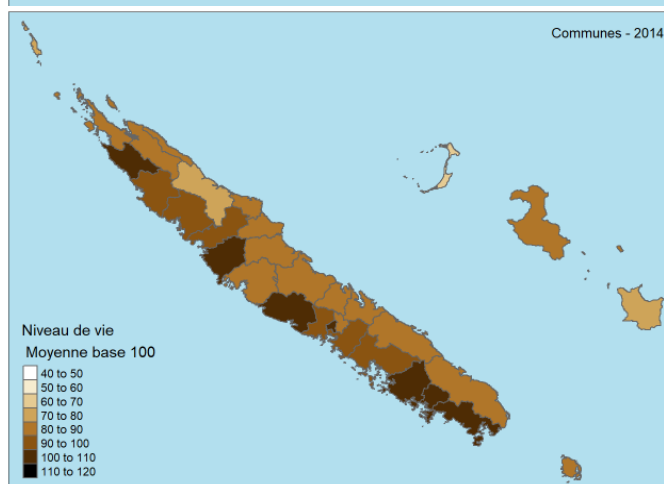 Communes - 2014
Niveau de vie
Moyenne base 100
40 to 50
50 to 60
60 to 70
70 to 80
80 to 90
90 to 100
100 to 110
110 to 120